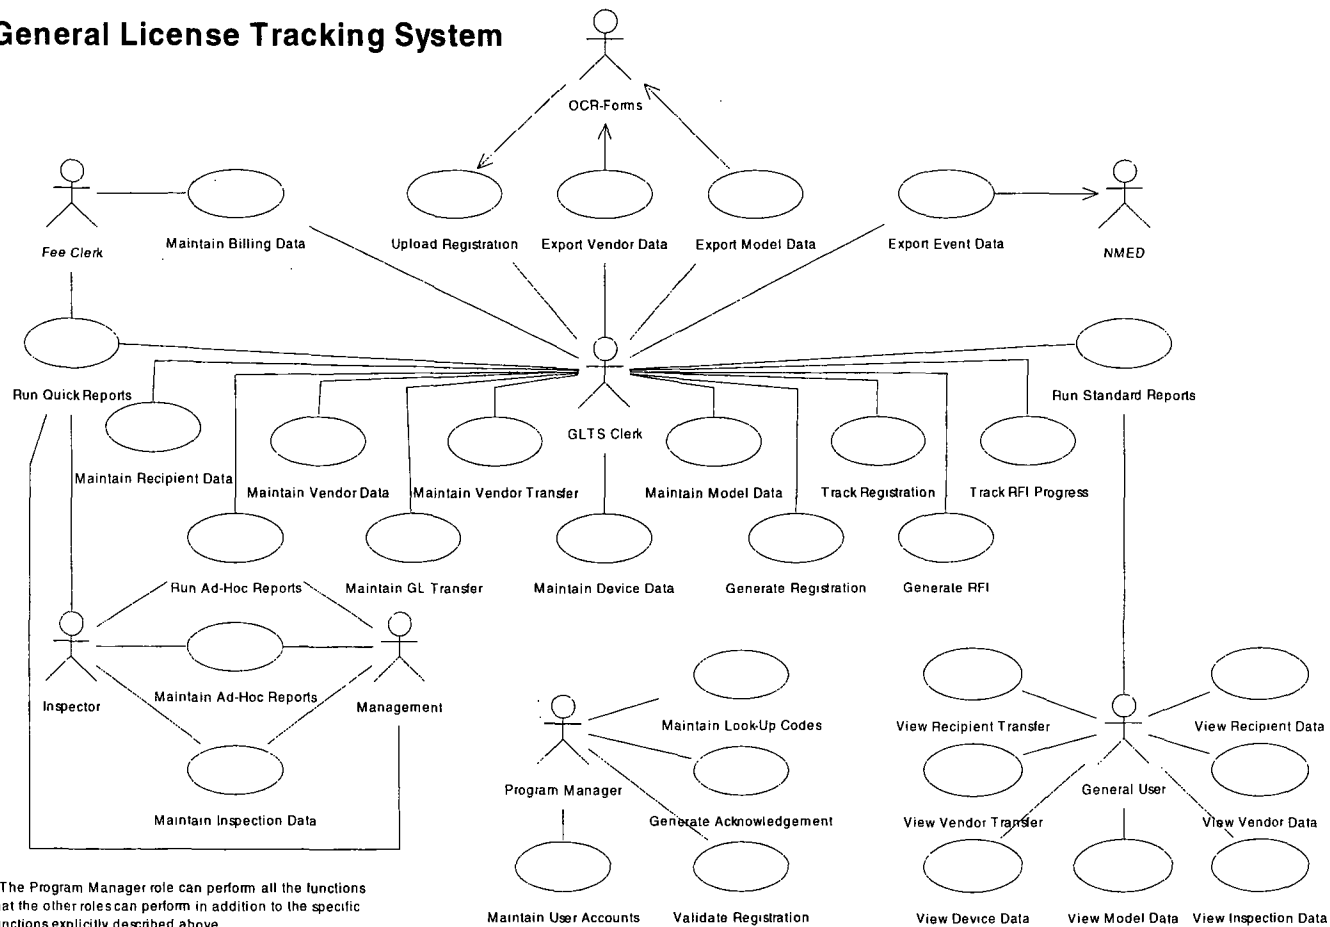 General License Tracking System
OCR-Forms
Fee Clerk
Maintain Billing Data
Upload Registration
Export Vendor Data
Export Model Data
Export Event Data
NMED
Run Quick Reports
GLTS Clerk
Run Standard Reports
Maintain Recipient Data
Maintain Vendor Data
Maintain Vendor Transfer
Maintain Model Data
Track Registration
Track RFI Progress
Run Ad-Hoc Reports
Maintain GL Transfer
Maintain Device Data
Generate Registration
Generate RFI
Inspector
Maintain Ad-Hoc Reports
Management
Maintain Look-Up Codes
View Recipient Transfer
View Recipient Data
Program Manager
General User
Maintain Inspection Data
Generate Acknowledgement
View Vendor Transfer
View Vendor Data
The Program Manager role can perform all the functions
at the other roles can perform in addition to the specific
nctions explicitly described above
Maintain User Accounts
Validate Registration
View Device Data
View Model Data
View Inspection Data